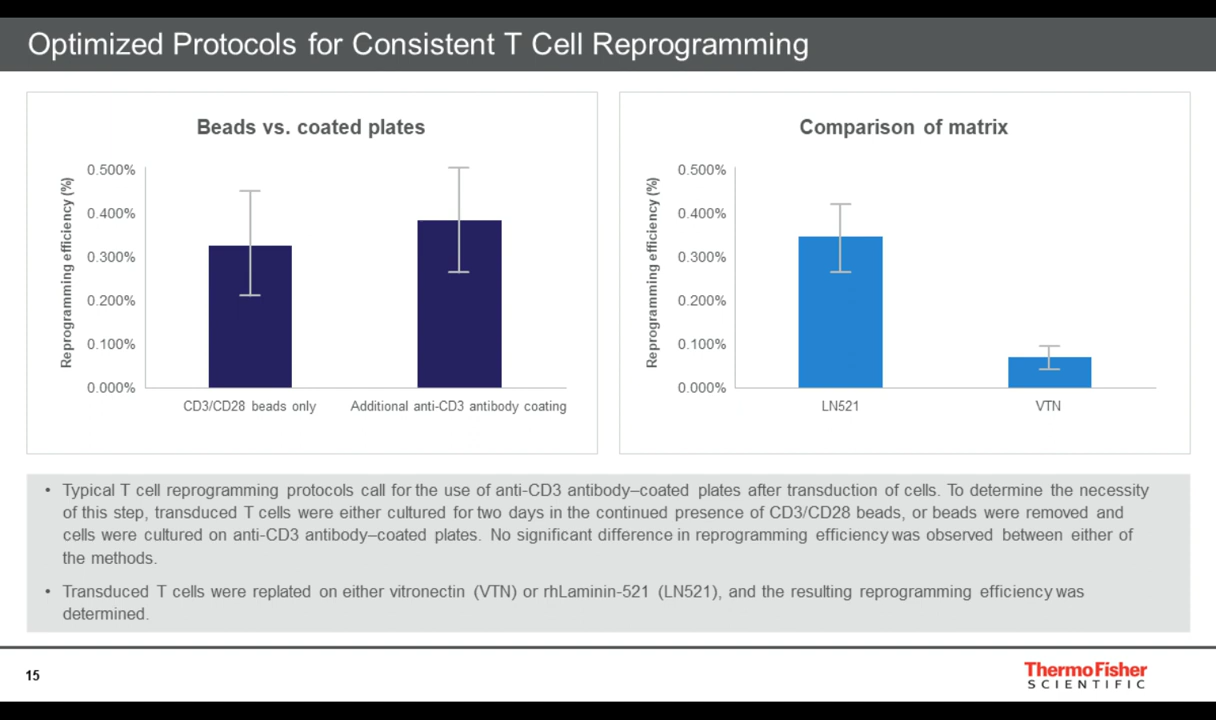 Optimized Protocols for Consistent T Cell Reprogramming
Beads vs. coated plates
Reprogramming efficiency (%)
0.500%
0.400%
0.300%
0.200%
0.100%
0.000%
CD3/CD28 beads only
Additional anti-CD3 antibody coating
Comparison of matrix
Reprogramming efficiency (%)
0.500%
0.400%
0.300%
0.200%
0.100%
0.000%
LN521
VTN
• Typical T cell reprogramming protocols call for the use of anti-CD3 antibody–coated plates after transduction of cells. To determine the necessity
of this step, transduced T cells were either cultured for two days in the continued presence of CD3/CD28 beads, or beads were removed and
cells were cultured on anti-CD3 antibody–coated plates. No significant difference in reprogramming efficiency was observed between either of
the methods.
• Transduced T cells were replated on either vitronectin (VTN) or rhLaminin-521 (LN521), and the resulting reprogramming efficiency was
determined.
15
ThermoFisher
SCIENTIFIC